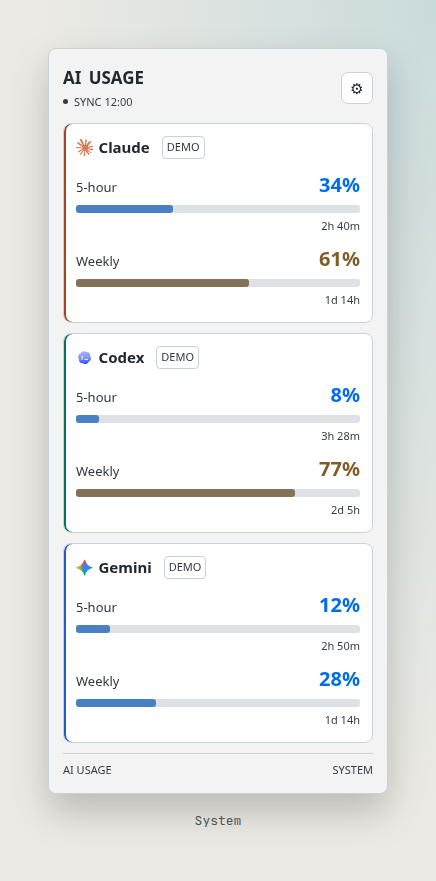 AI USAGE
SYNC 12:00
Claude DEMO
5-hour 34%
2h 40m
Weekly 61%
1d 14h
Codex DEMO
5-hour 8%
3h 28m
Weekly 77%
2d 5h
Gemini DEMO
5-hour 12%
2h 50m
Weekly 28%
1d 14h
AI USAGE SYSTEM
System